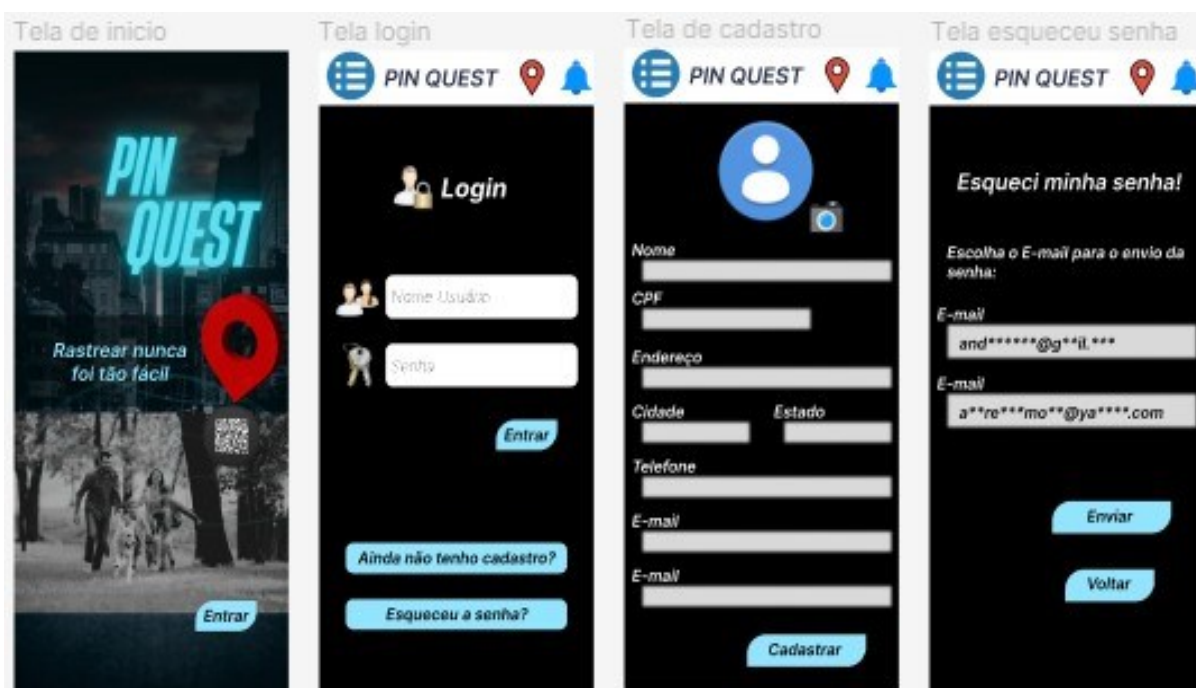 Tela de inicio
PIN
QUEST
Rastrear nunca
foi tão fácil
Entrar
Tela login
PIN QUEST
Login
Nome Usuário
Senha
Entrar
Ainda não tenho cadastro?
Esqueceu a senha?
Tela de cadastro
PIN QUEST
Nome
CPF
Endereço
Cidade
Estado
Telefone
E-mail
E-mail
Cadastrar
Tela esqueceu senha
PIN QUEST
Esqueci minha senha!
Escolha o E-mail para o envio da
senha:
E-mail
and******@g**il.***
E-mail
a**re***mo**@ya****.com
Enviar
Voltar